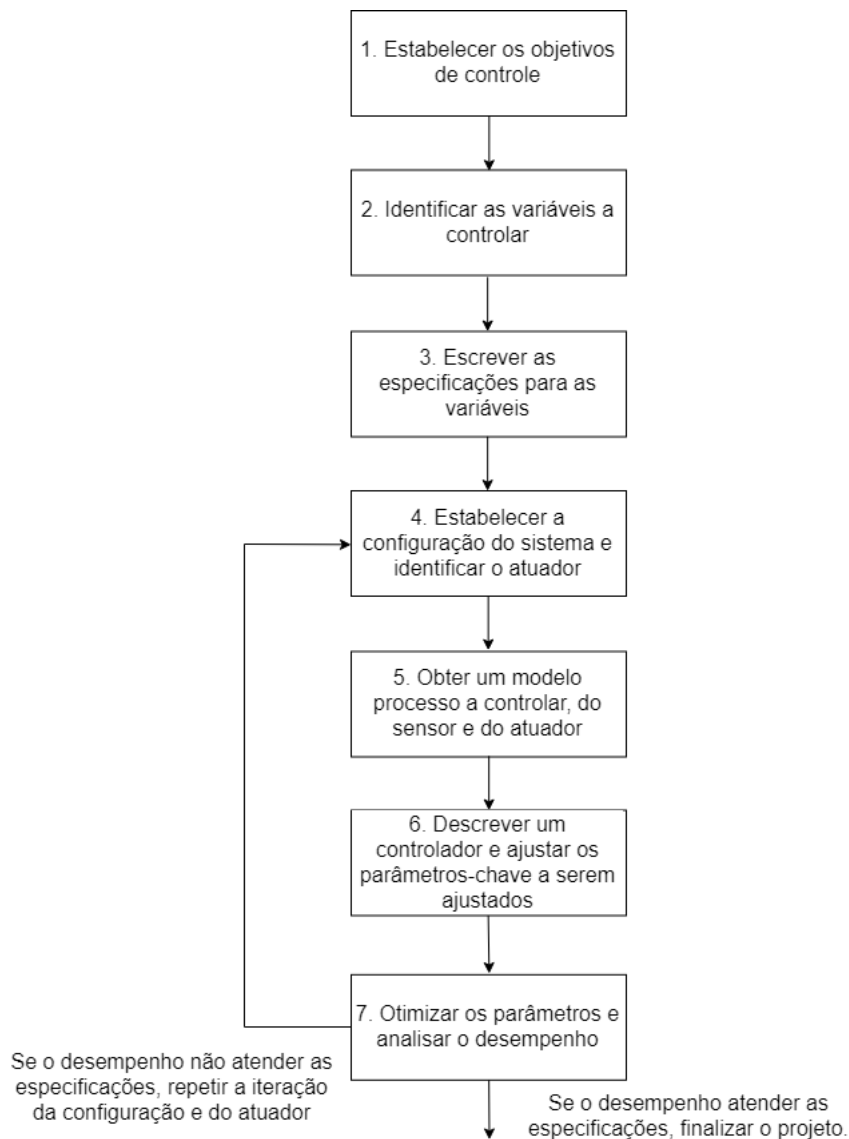 1. Estabelecer os objetivos
de controle
2. Identificar as variáveis a
controlar
3. Escrever as
especificações para as
variáveis
4. Estabelecer a
configuração do sistema e
identificar o atuador
5. Obter um modelo
processo a controlar, do
sensor e do atuador
6. Descrever um
controlador e ajustar os
parâmetros-chave a serem
ajustados
7. Otimizar os parâmetros e
analisar o desempenho
Se o desempenho não atender as
especificações, repetir a iteração
da configuração e do atuador
Se o desempenho atender as
especificações, finalizar o projeto.